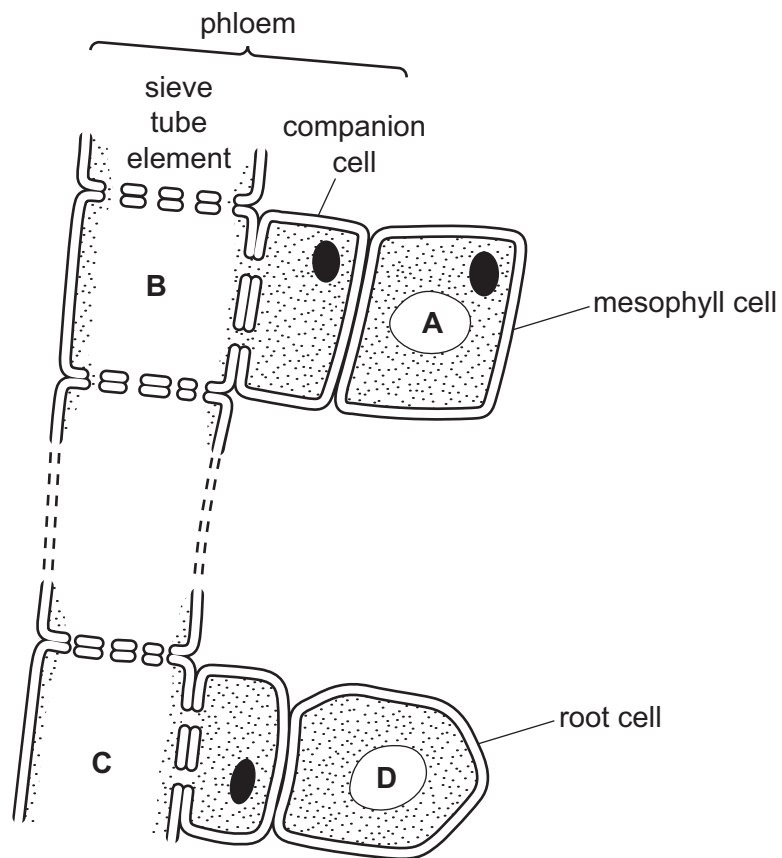 phloem
sieve
tube
element
companion
cell
B
A
mesophyll cell
root cell
C
D